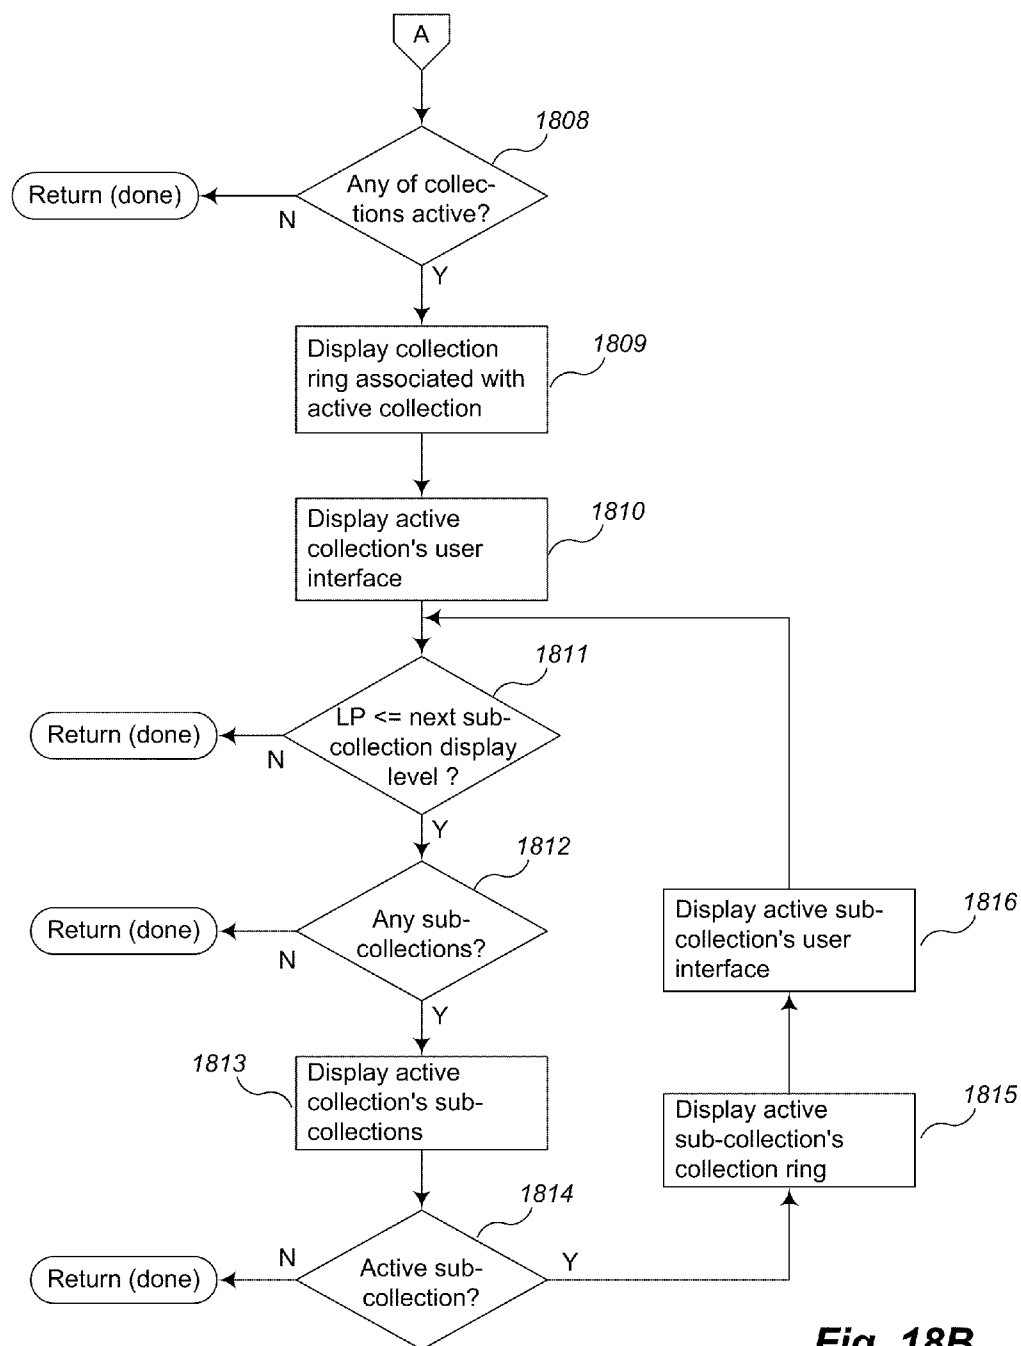 A
1808
Any of collec-
tions active?
Return (done)
N
Y
Display collection
ring associated with
active collection
1809
Display active
collection's user
interface
1810
1811
LP <= next sub-
collection display
level ?
Return (done)
N
Y
1812
Any sub-
collections?
Return (done)
N
Y
1813
Display active
collection's sub-
collections
1814
Active sub-
collection?
N
Return (done)
Y
Display active
sub-collection's
collection ring
1815
Display active sub-
collection's user
interface
1816
Fig. 18B